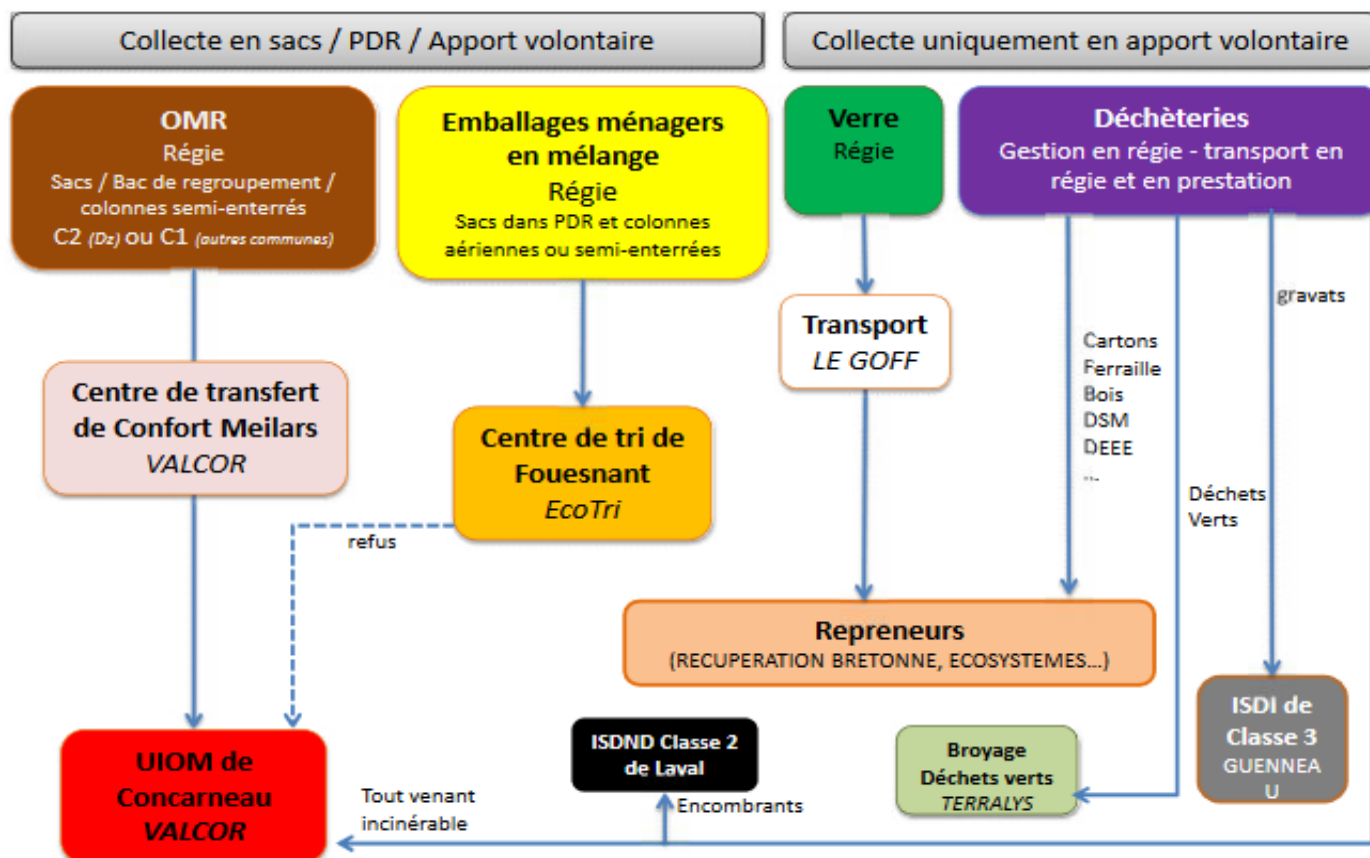 Collecte en sacs / PDR / Apport volontaire
Collecte uniquement en apport volontaire
OMR
Régie
Sacs / Bac de regroupement /
colonnes semi-enterrés
C2 (Dz) ou C1 (autres communes)
Emballages ménagers
en mélange
Régie
Sacs dans PDR et colonnes
aériennes ou semi-enterrées
Verre
Régie
Déchèteries
Gestion en régie - transport en
régie et en prestation
gravats
Transport
LE GOFF
Cartons
Ferraille
Bois
DSM
DEEE
...
Centre de transfert
de Confort Meilars
VALCOR
Centre de tri de
Fouesnant
EcoTri
Déchets
Verts
refus
Repreneurs
(RECUPERATION BRETONNE, ECOSYSTEMES...)
ISDI de
Classe 3
GUENNEA
U
UIOM de
Concarneau
VALCOR
ISDND Classe 2
de Laval
Broyage
Déchets verts
TERRALYS
Tout venant
incinérable
Encombrants